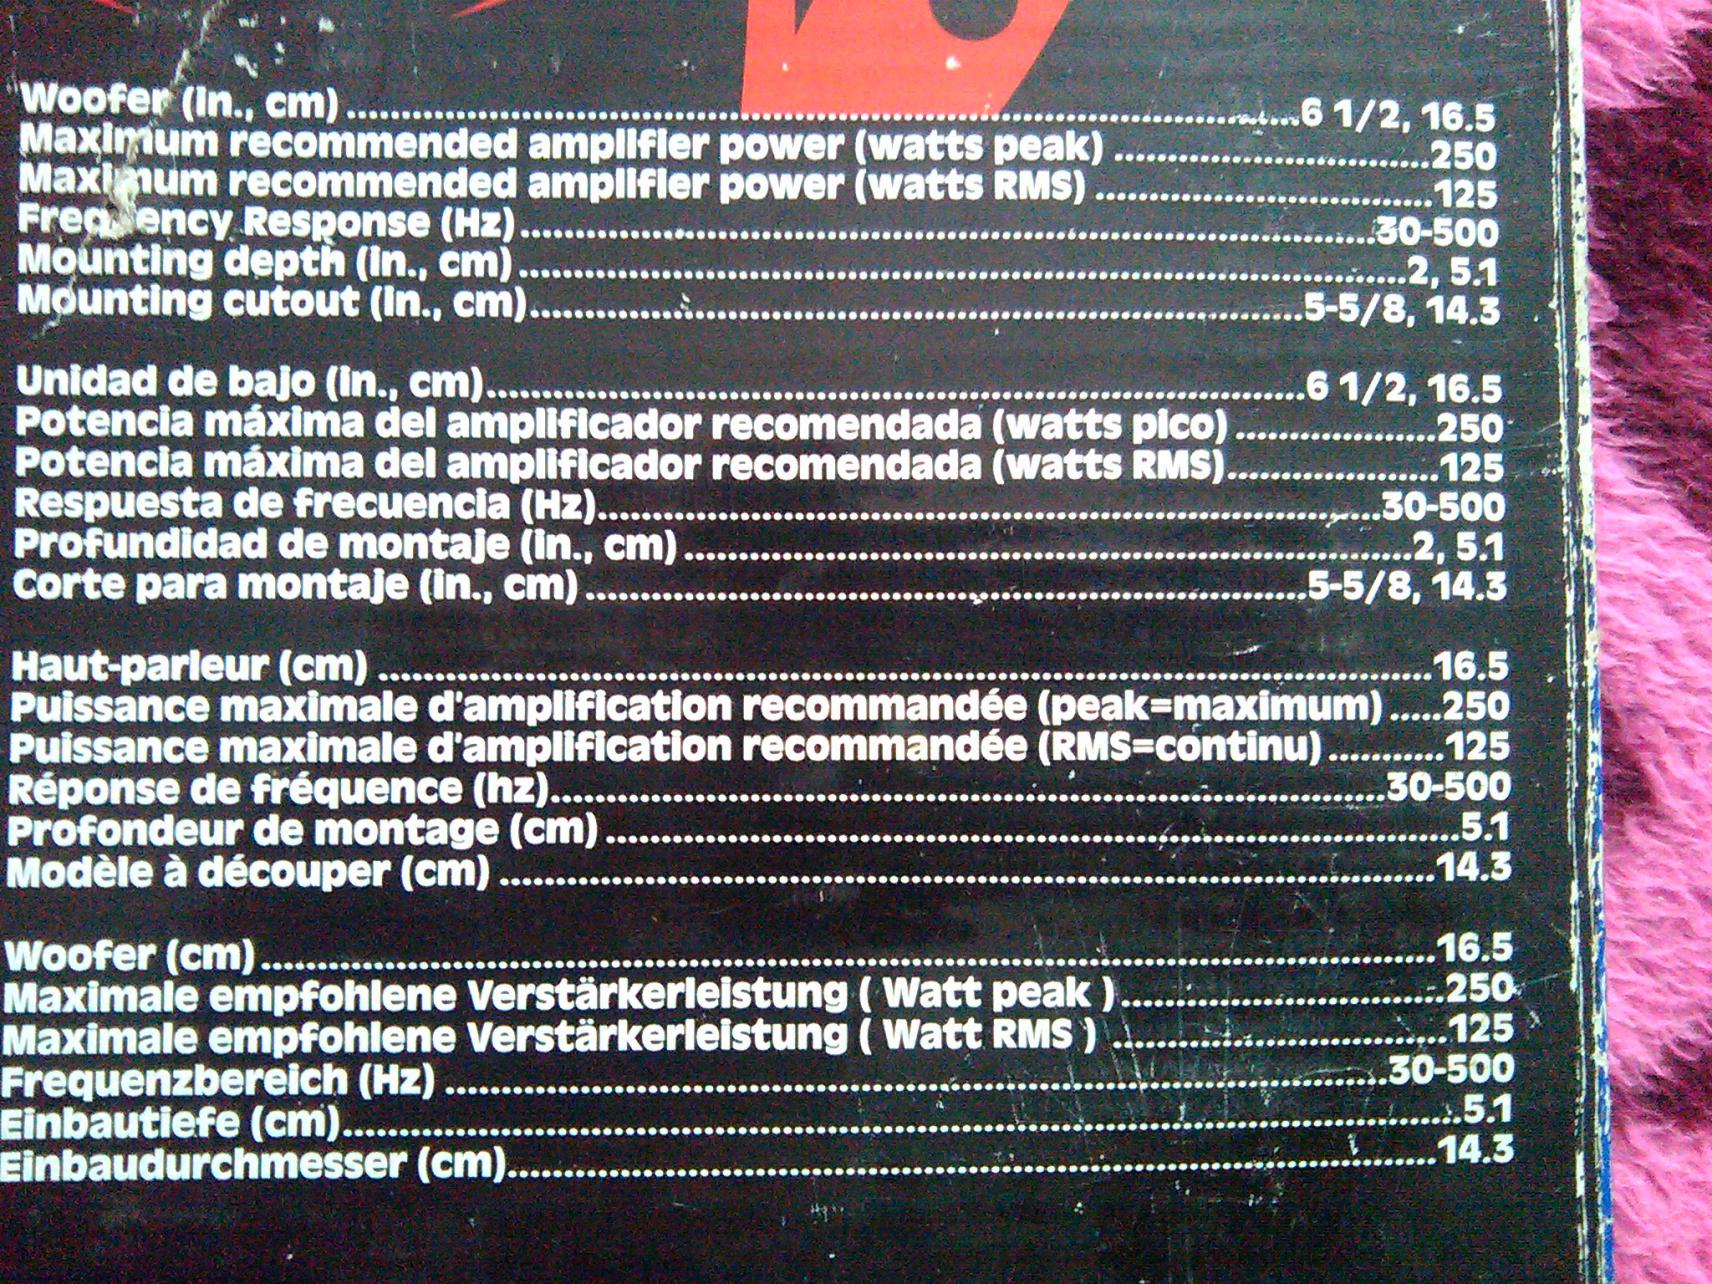 Woofer (in., cm)........6 1/2, 16.5
Maximum recommended amplifier power (watts peak) ........250
Maximum recommended amplifier power (watts RMS) ........125
Frequency Response (Hz)........30-500
Mounting depth (in., cm)........2, 5.1
Mounting cutout (in., cm)........5-5/8, 14.3
Unidad de bajo (in., cm)........6 1/2, 16.5
Potencia máxima del amplificador recomendada (watts pico) ........250
Potencia máxima del amplificador recomendada (watts RMS)........125
Respuesta de frecuencia (Hz)........30-500
Profundidad de montaje (in., cm)........2, 5.1
Corte para montaje (in., cm)........5-5/8, 14.3
Haut-parleur (cm) ........16.5
Puissance maximale d'amplification recommandée (peak=maximum) .....250
Puissance maximale d'amplification recommandée (RMS=continu) ........125
Réponse de fréquence (hz)........30-500
Profondeur de montage (cm) ........5.1
Modèle à découper (cm) ........14.3
Woofer (cm)........16.5
Maximale empfohlene Verstärkerleistung ( Watt peak )........250
Maximale empfohlene Verstärkerleistung ( Watt RMS ) ........125
Frequenzbereich (Hz) ........30-500
Einbautiefe (cm)........5.1
Einbaudurchmesser (cm)........14.3